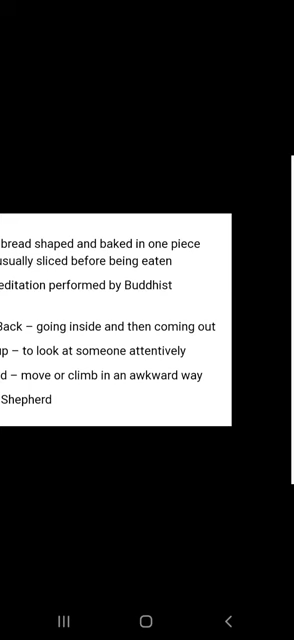 bread shaped and baked in one piece
usually sliced before being eaten
editation performed by Buddhist
Back – going inside and then coming out
up – to look at someone attentively
d – move or climb in an awkward way
Shepherd